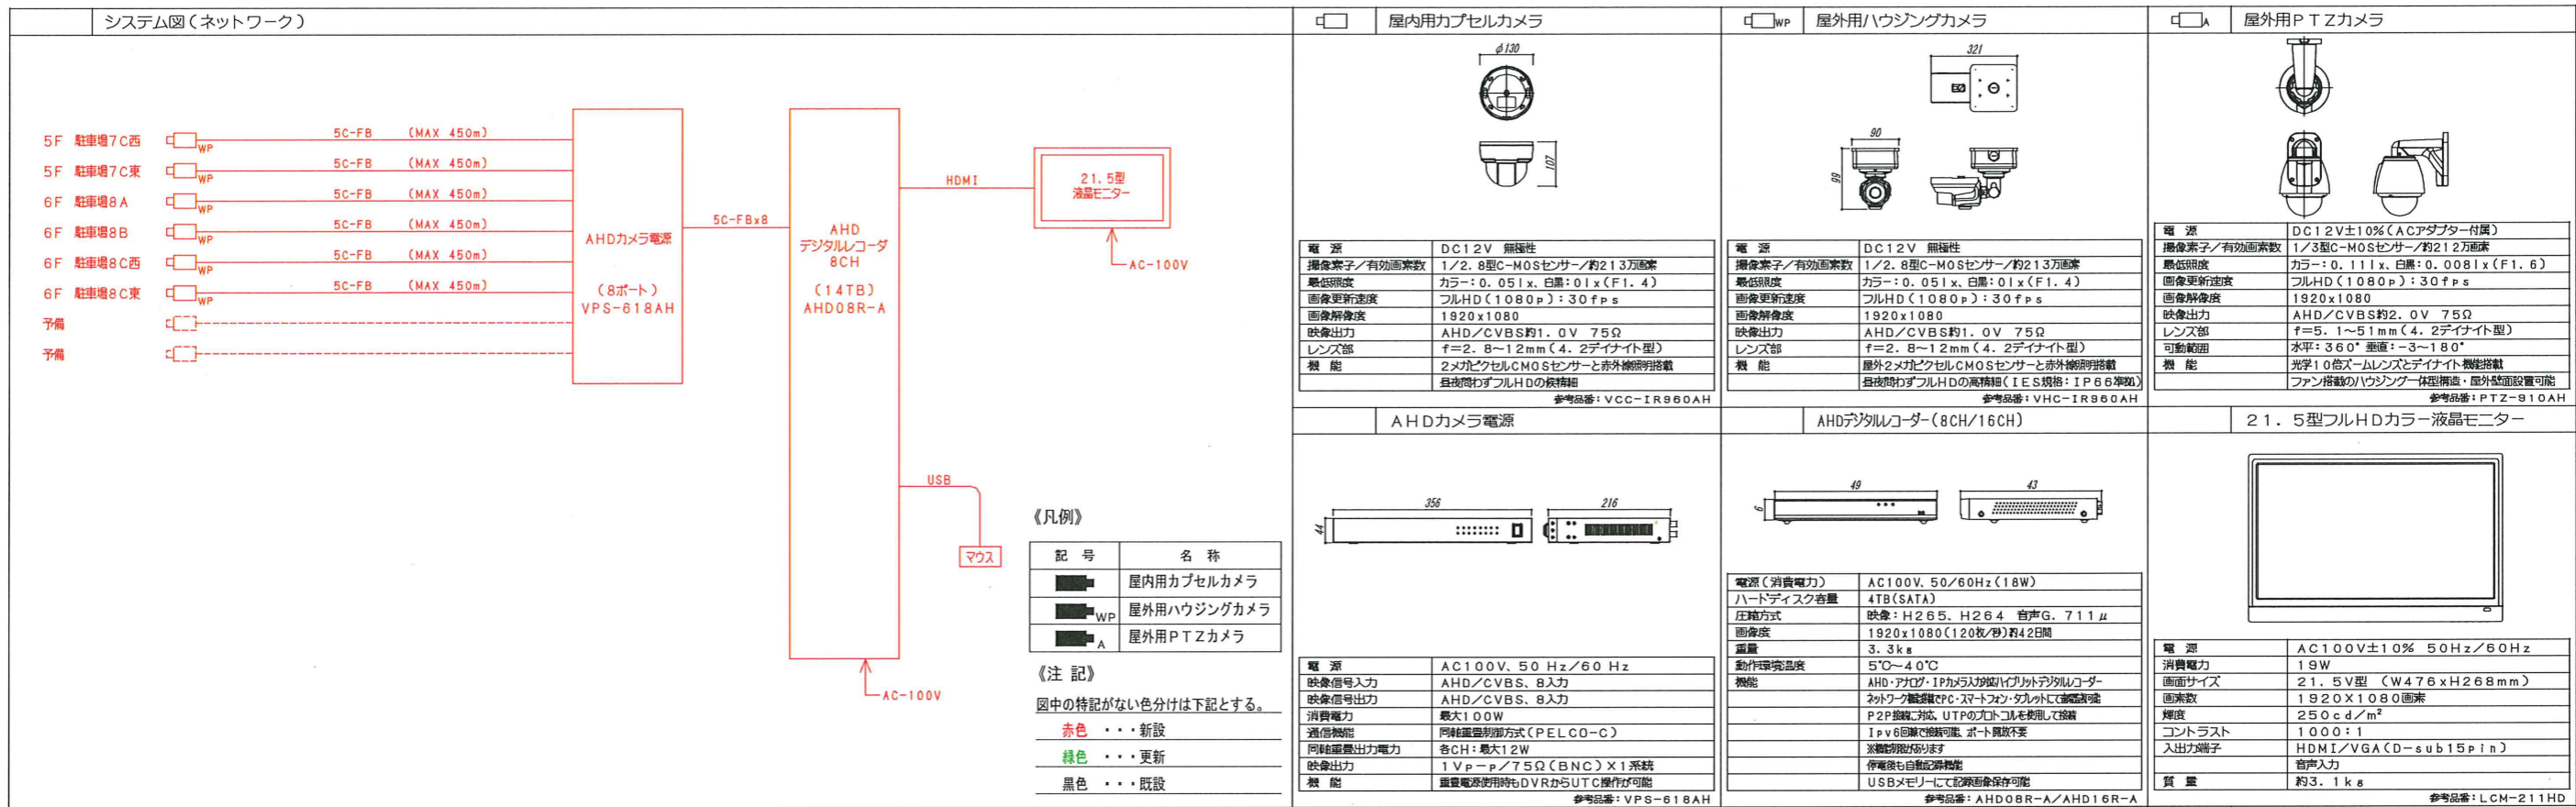 システム図（ネットワーク）
5F 駐車場7C西
WP
5C-FB (MAX 450m)
5F 駐車場7C東
WP
5C-FB (MAX 450m)
6F 駐車場8A
WP
5C-FB (MAX 450m)
6F 駐車場8B
WP
5C-FB (MAX 450m)
6F 駐車場8C西
WP
5C-FB (MAX 450m)
6F 駐車場8C東
WP
5C-FB (MAX 450m)
予備
予備
AHDカメラ電源
（8ポート）
VPS-618AH
5C-FBx8
AHD
デジタルレコーダ
8CH
（14TB）
AHD08R-A
HDMI
21．5型
液晶モニター
AC-100V
USB
マウス
AC-100V
《凡例》
記 号 名 称
屋内用カプセルカメラ
WP 屋外用ハウジングカメラ
A 屋外用PTZカメラ
《注 記》
図中の特記がない色分けは下記とする。
赤色 ・・・新設
緑色 ・・・更新
黒色 ・・・既設
屋内用カプセルカメラ
φ130
107
電 源 DC12V 無極性
撮像素子／有効画素数 1／2．8型C-MOSセンサー／約213万画素
最低照度 カラー：0．05lx、白黒：0lx（F1．4）
画像更新速度 フルHD（1080p）：30fps
画像解像度 1920x1080
映像出力 AHD／CVBS約1．0V 75Ω
レンズ部 f＝2．8～12mm（4．2デイナイト型）
機 能 2メガピクセルCMOSセンサーと赤外線照明搭載
昼夜問わずフルHDの候精細
参考品番：VCC-IR960AH
WP 屋外用ハウジングカメラ
321
90
99
電 源 DC12V 無極性
撮像素子／有効画素数 1／2．8型C-MOSセンサー／約213万画素
最低照度 カラー：0．05lx、白黒：0lx（F1．4）
画像更新速度 フルHD（1080p）：30fps
画像解像度 1920x1080
映像出力 AHD／CVBS約1．0V 75Ω
レンズ部 f＝2．8～12mm（4．2デイナイト型）
機 能 屋外2メガピクセルCMOSセンサーと赤外線照明搭載
昼夜問わずフルHDの高精細（IES規格：IP66準拠）
参考品番：VHC-IR960AH
A 屋外用PTZカメラ
電 源 DC12V±10%（ACアダプター付属）
撮像素子／有効画素数 1／3型C-MOSセンサー／約212万画素
最低照度 カラー：0．11lx、白黒：0．008lx（F1．6）
画像更新速度 フルHD（1080p）：30fps
画像解像度 1920x1080
映像出力 AHD／CVBS約2．0V 75Ω
レンズ部 f＝5．1～51mm（4．2デイナイト型）
可動範囲 水平：360° 垂直：-3～180°
機 能 光学10倍ズームレンズとデイナイト機能搭載
ファン搭載のハウジング一体型構造・屋外壁面設置可能
参考品番：PTZ-910AH
AHDカメラ電源
356
216
44
電 源 AC100V、50 Hz／60 Hz
映像信号入力 AHD／CVBS、8入力
映像信号出力 AHD／CVBS、8入力
消費電力 最大100W
通信機能 同軸重畳制御方式（PELCO-C）
同軸重畳出力電力 各CH：最大12W
映像出力 1Vp-p／75Ω（BNC）X1系統
機 能 重畳電源使用時もDVRからUTC操作が可能
参考品番：VPS-618AH
AHDデジタルレコーダー（8CH/16CH）
49
43
6
電源（消費電力） AC100V、50/60Hz（18W）
ハードディスク容量 4TB(SATA)
圧縮方式 映像：H265、H264 音声G．711μ
画像度 1920x1080(120枚/秒)約42日間
重量 3．3kg
動作環境温度 5℃～40℃
機能 AHD・アナログ・IPカメラ入力対応ハイブリットデジタルレコーダー
ネットワーク機能搭載でPC・スマートフォン・タブレットにて画面視可能
P2P接続に対応、UTPのプロトコルを使用して接続
Ipv6回線で接続可能、ポート開放不要
※機能制限があります
停電後も自動記録機能
USBメモリーにて記録画像保存可能
参考品番：AHD08R-A／AHD16R-A
21．5型フルHDカラー液晶モニター
電 源 AC100V±10% 50Hz／60Hz
消費電力 19W
画面サイズ 21．5V型 （W476xH268mm）
画素数 1920X1080画素
輝度 250cd／m²
コントラスト 1000：1
入出力端子 HDMI／VGA（D-sub15pin）
音声入力
質 量 約3．1kg
参考品番：LCM-211HD